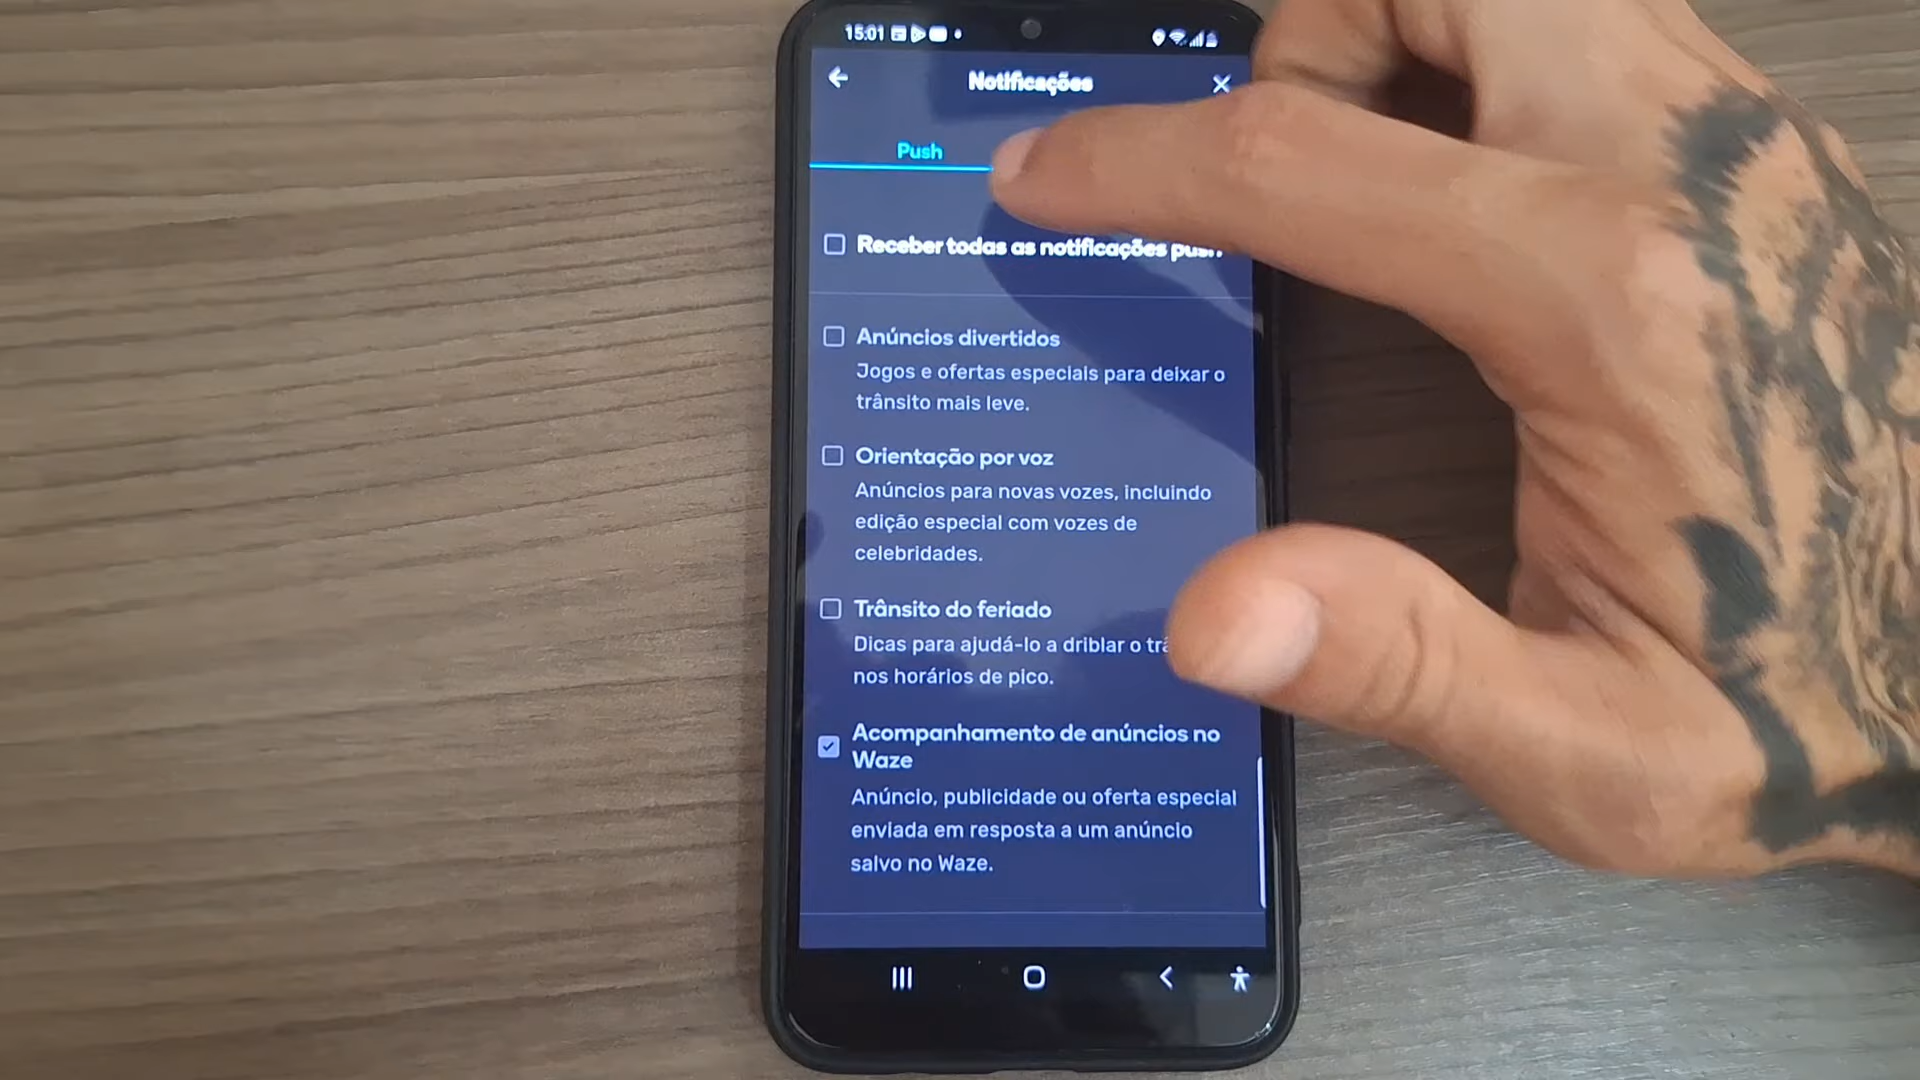 15:01
Notificações
Push
Receber todas as notificações push
Anúncios divertidos
Jogos e ofertas especiais para deixar o
trânsito mais leve.
Orientação por voz
Anúncios para novas vozes, incluindo
edição especial com vozes de
celebridades.
Trânsito do feriado
Dicas para ajudá-lo a driblar o
nos horários de pico.
Acompanhamento de anúncios no
Waze
Anúncio, publicidade ou oferta especial
enviada em resposta a um anúncio
salvo no Waze.